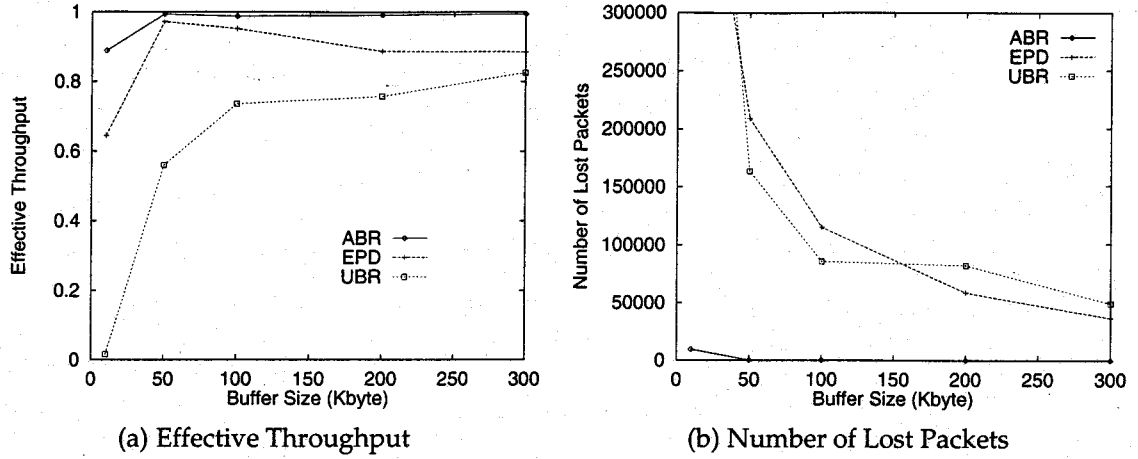 1
0.8
0.6
0.4
0.2
0
Effective Throughput
ABR
EPD
UBR
0 50 100 150 200 250 300
Buffer Size (Kbyte)
(a) Effective Throughput
300000
250000
200000
150000
100000
50000
0
Number of Lost Packets
ABR
EPD
UBR
0 50 100 150 200 250 300
Buffer Size (Kbyte)
(b) Number of Lost Packets